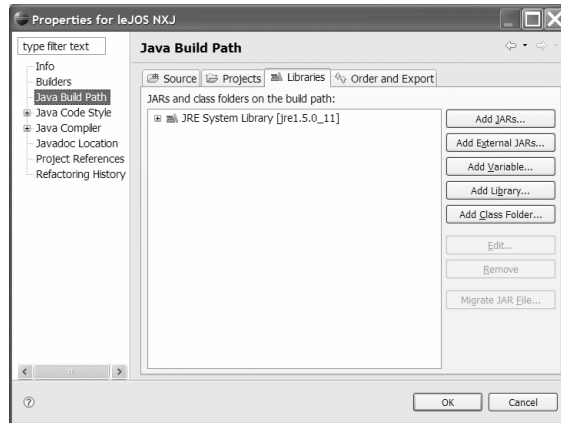 Properties for leJOS NXJ
type filter text
Info
Builders
Java Build Path
Java Code Style
Java Compiler
Javadoc Location
Project References
Refactoring History
Java Build Path
Source
Projects
Libraries
Order and Export
JARs and class folders on the build path:
JRE System Library [jre1.5.0_11]
Add JARs...
Add External JARs...
Add Variable...
Add Library...
Add Class Folder...
Edit...
Remove
Migrate JAR File...
?
OK
Cancel